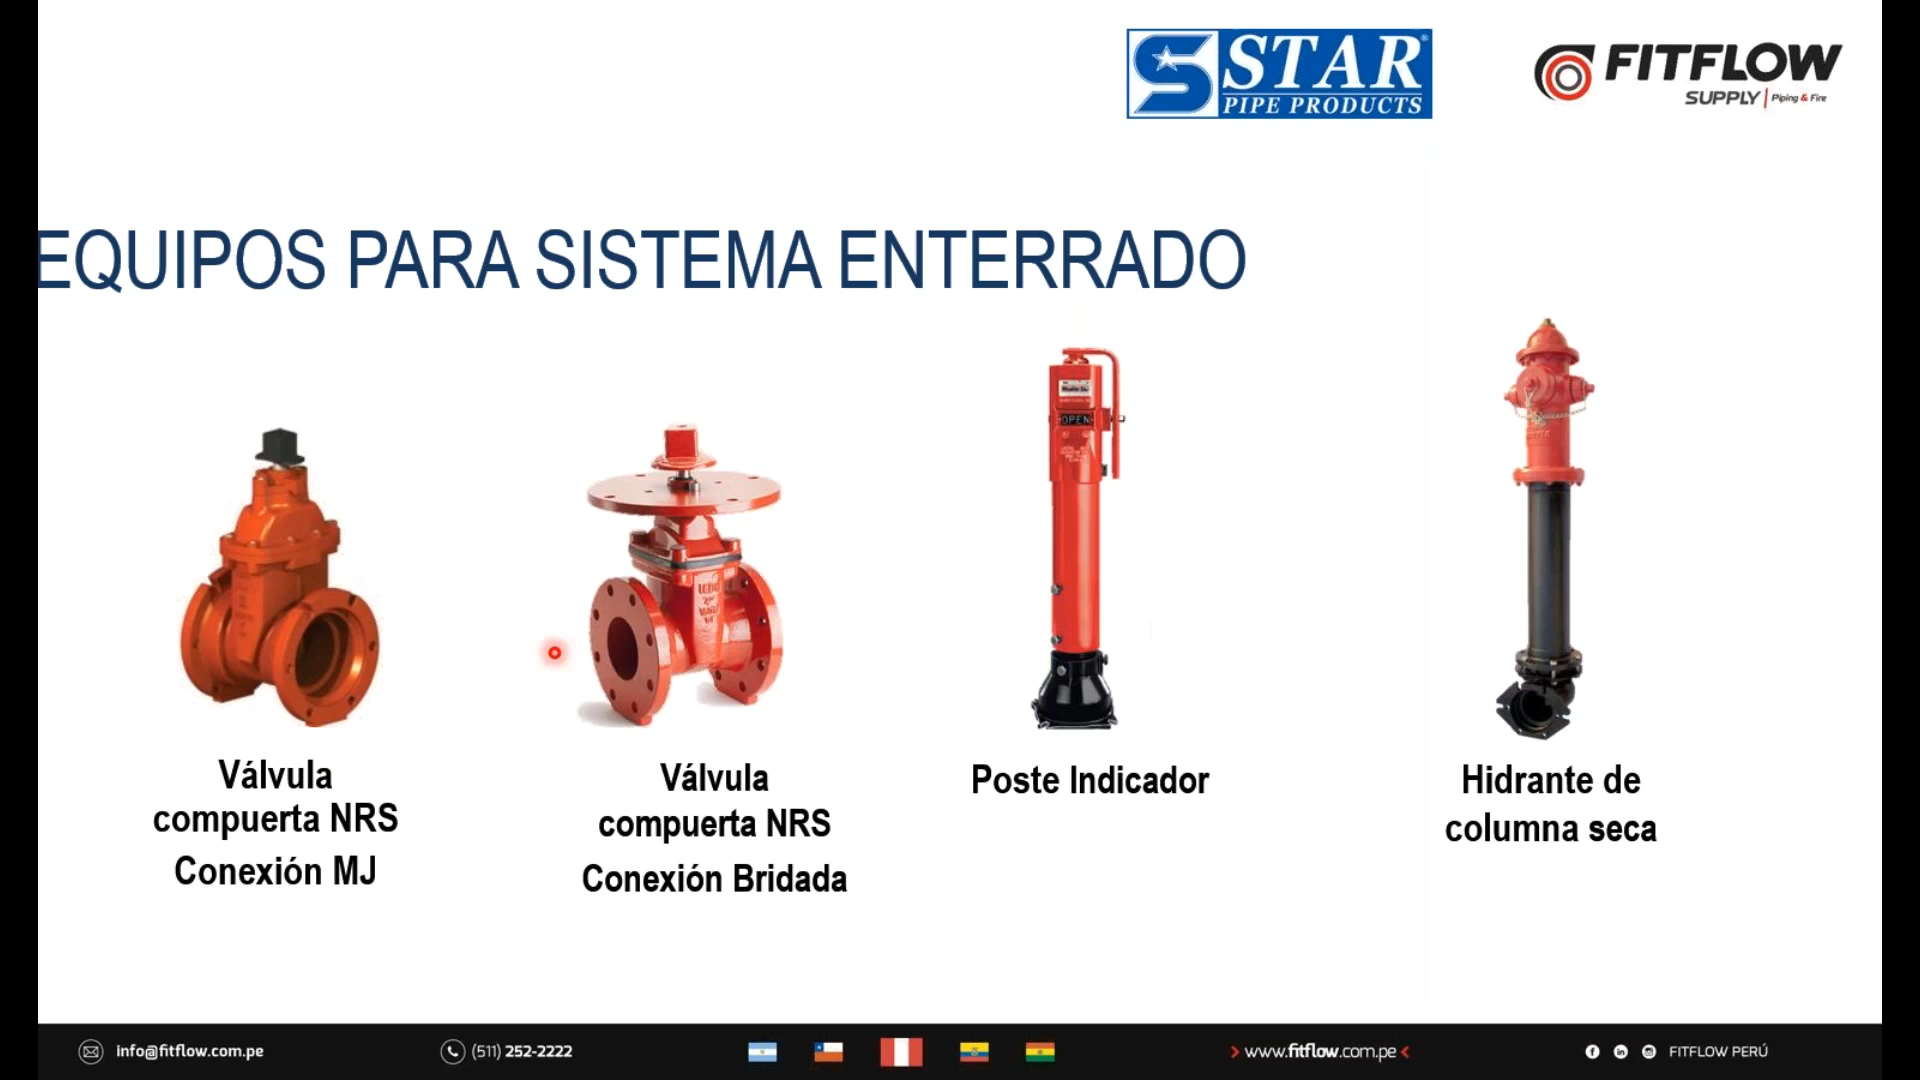 STAR
PIPE PRODUCTS
FITFLOW
SUPPLY | Piping & Fire
EQUIPOS PARA SISTEMA ENTERRADO
OPEN
Válvula
compuerta NRS
Conexión MJ
Válvula
compuerta NRS
Conexión Bridada
Poste Indicador
Hidrante de
columna seca
info@fitflow.com.pe
(511) 252-2222
www.fitflow.com.pe
FITFLOW PERÚ